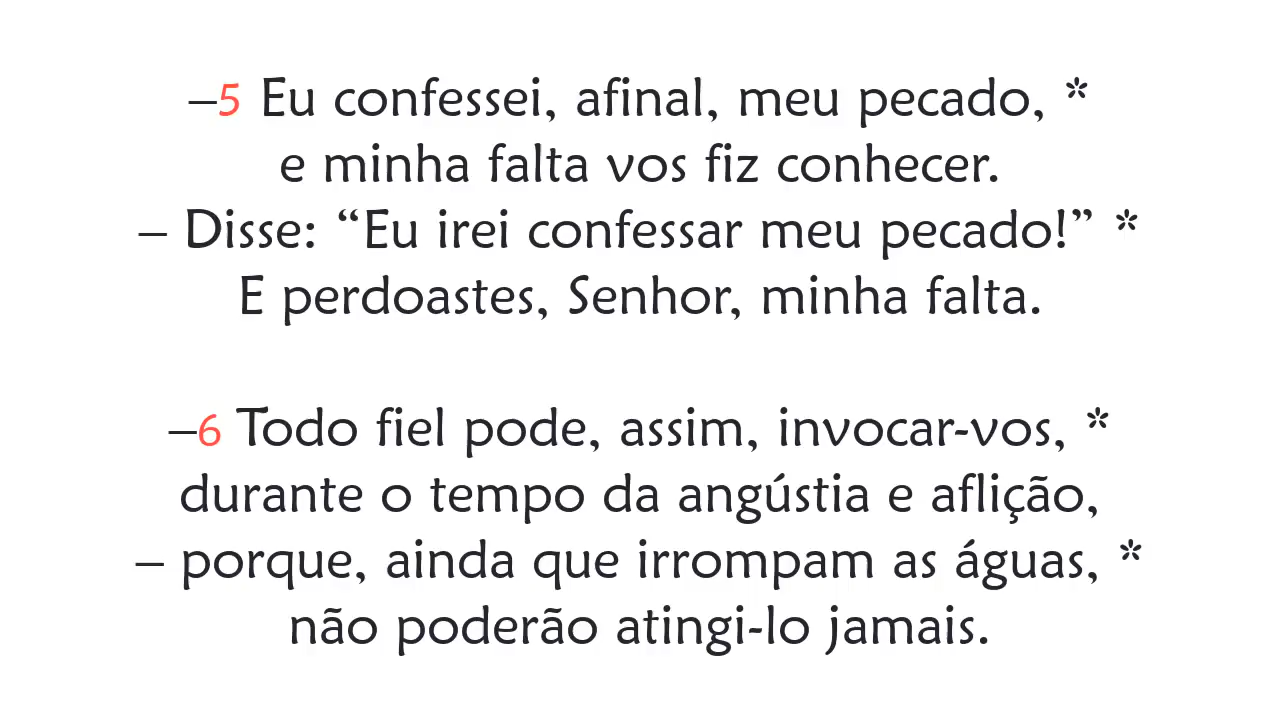 –5 Eu confessei, afinal, meu pecado, *
e minha falta vos fiz conhecer.
– Disse: “Eu irei confessar meu pecado!” *
E perdoastes, Senhor, minha falta.
–6 Todo fiel pode, assim, invocar-vos, *
durante o tempo da angústia e aflição,
– porque, ainda que irrompam as águas, *
não poderão atingi-lo jamais.